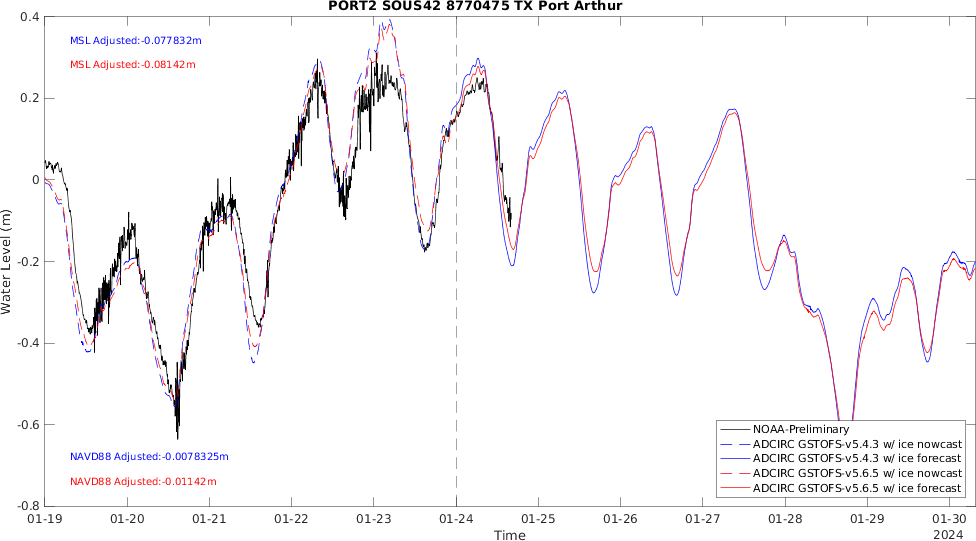 PORT2 SOUS42 8770475 TX Port Arthur
0.4
0.2
0
-0.2
-0.4
-0.6
-0.8
Water Level (m)
MSL Adjusted:-0.077832m
MSL Adjusted:-0.08142m
NAVD88 Adjusted:-0.0078325m
NAVD88 Adjusted:-0.01142m
NOAA-Preliminary
ADCIRC GSTOFS-v5.4.3 w/ ice nowcast
ADCIRC GSTOFS-v5.4.3 w/ ice forecast
ADCIRC GSTOFS-v5.6.5 w/ ice nowcast
ADCIRC GSTOFS-v5.6.5 w/ ice forecast
01-19 01-20 01-21 01-22 01-23 01-24 01-25 01-26 01-27 01-28 01-29 01-30
Time
2024